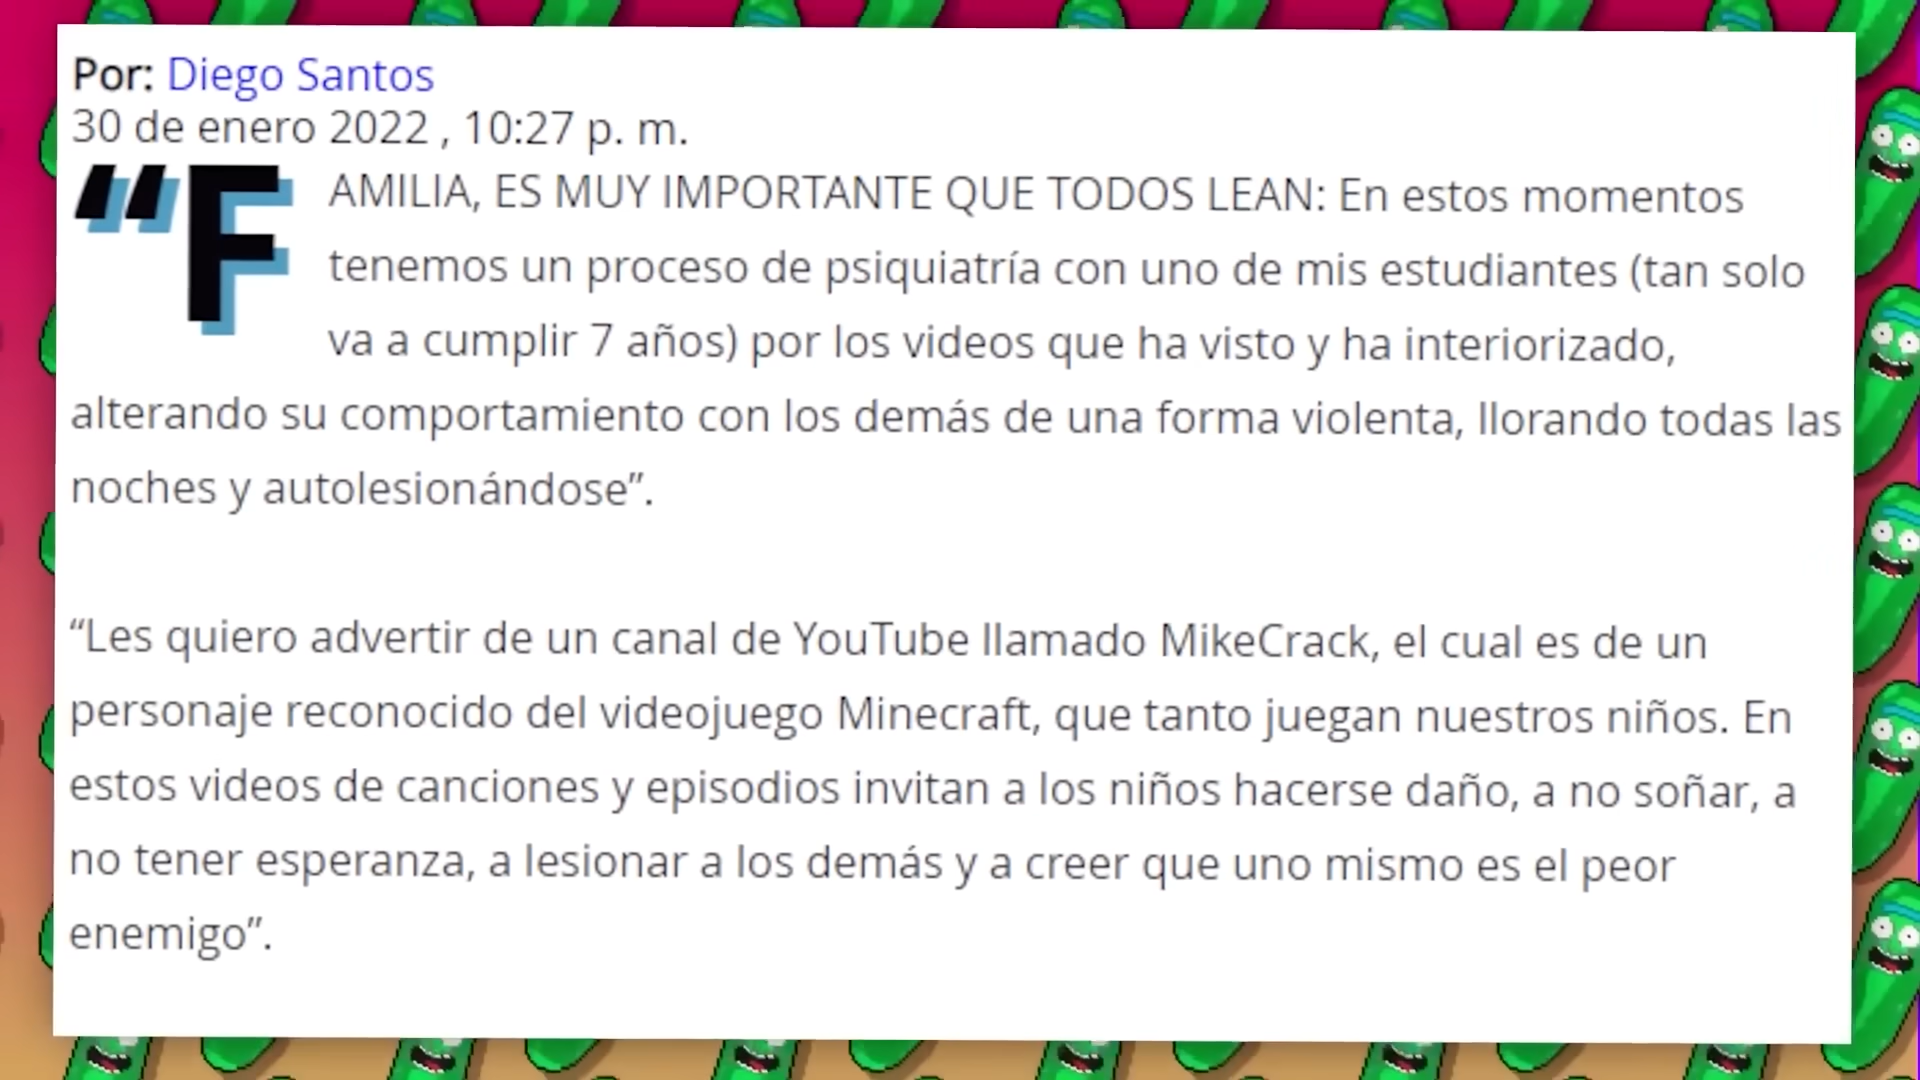 Por: Diego Santos
30 de enero 2022 , 10:27 p. m.
“FAMILIA, ES MUY IMPORTANTE QUE TODOS LEAN: En estos momentos
tenemos un proceso de psiquiatría con uno de mis estudiantes (tan solo
va a cumplir 7 años) por los videos que ha visto y ha interiorizado,
alterando su comportamiento con los demás de una forma violenta, llorando todas las
noches y autolesionándose”.
“Les quiero advertir de un canal de YouTube llamado MikeCrack, el cual es de un
personaje reconocido del videojuego Minecraft, que tanto juegan nuestros niños. En
estos videos de canciones y episodios invitan a los niños hacerse daño, a no soñar, a
no tener esperanza, a lesionar a los demás y a creer que uno mismo es el peor
enemigo”.